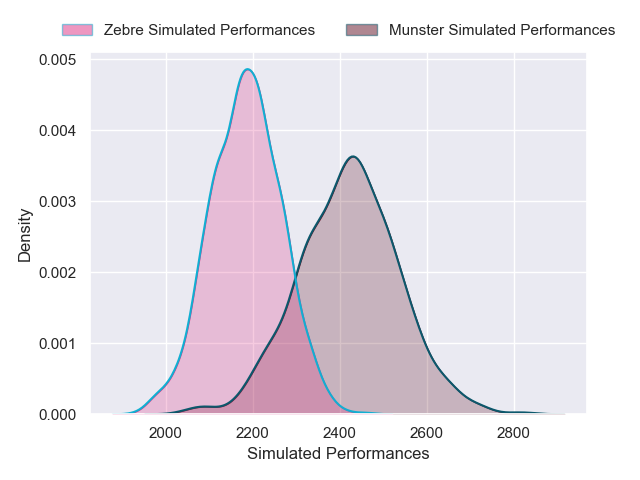 Zebre Simulated Performances Munster Simulated Performances
0.005
0.004
0.003
0.002
0.001
0.000
Density
2000 2200 2400 2600 2800
Simulated Performances